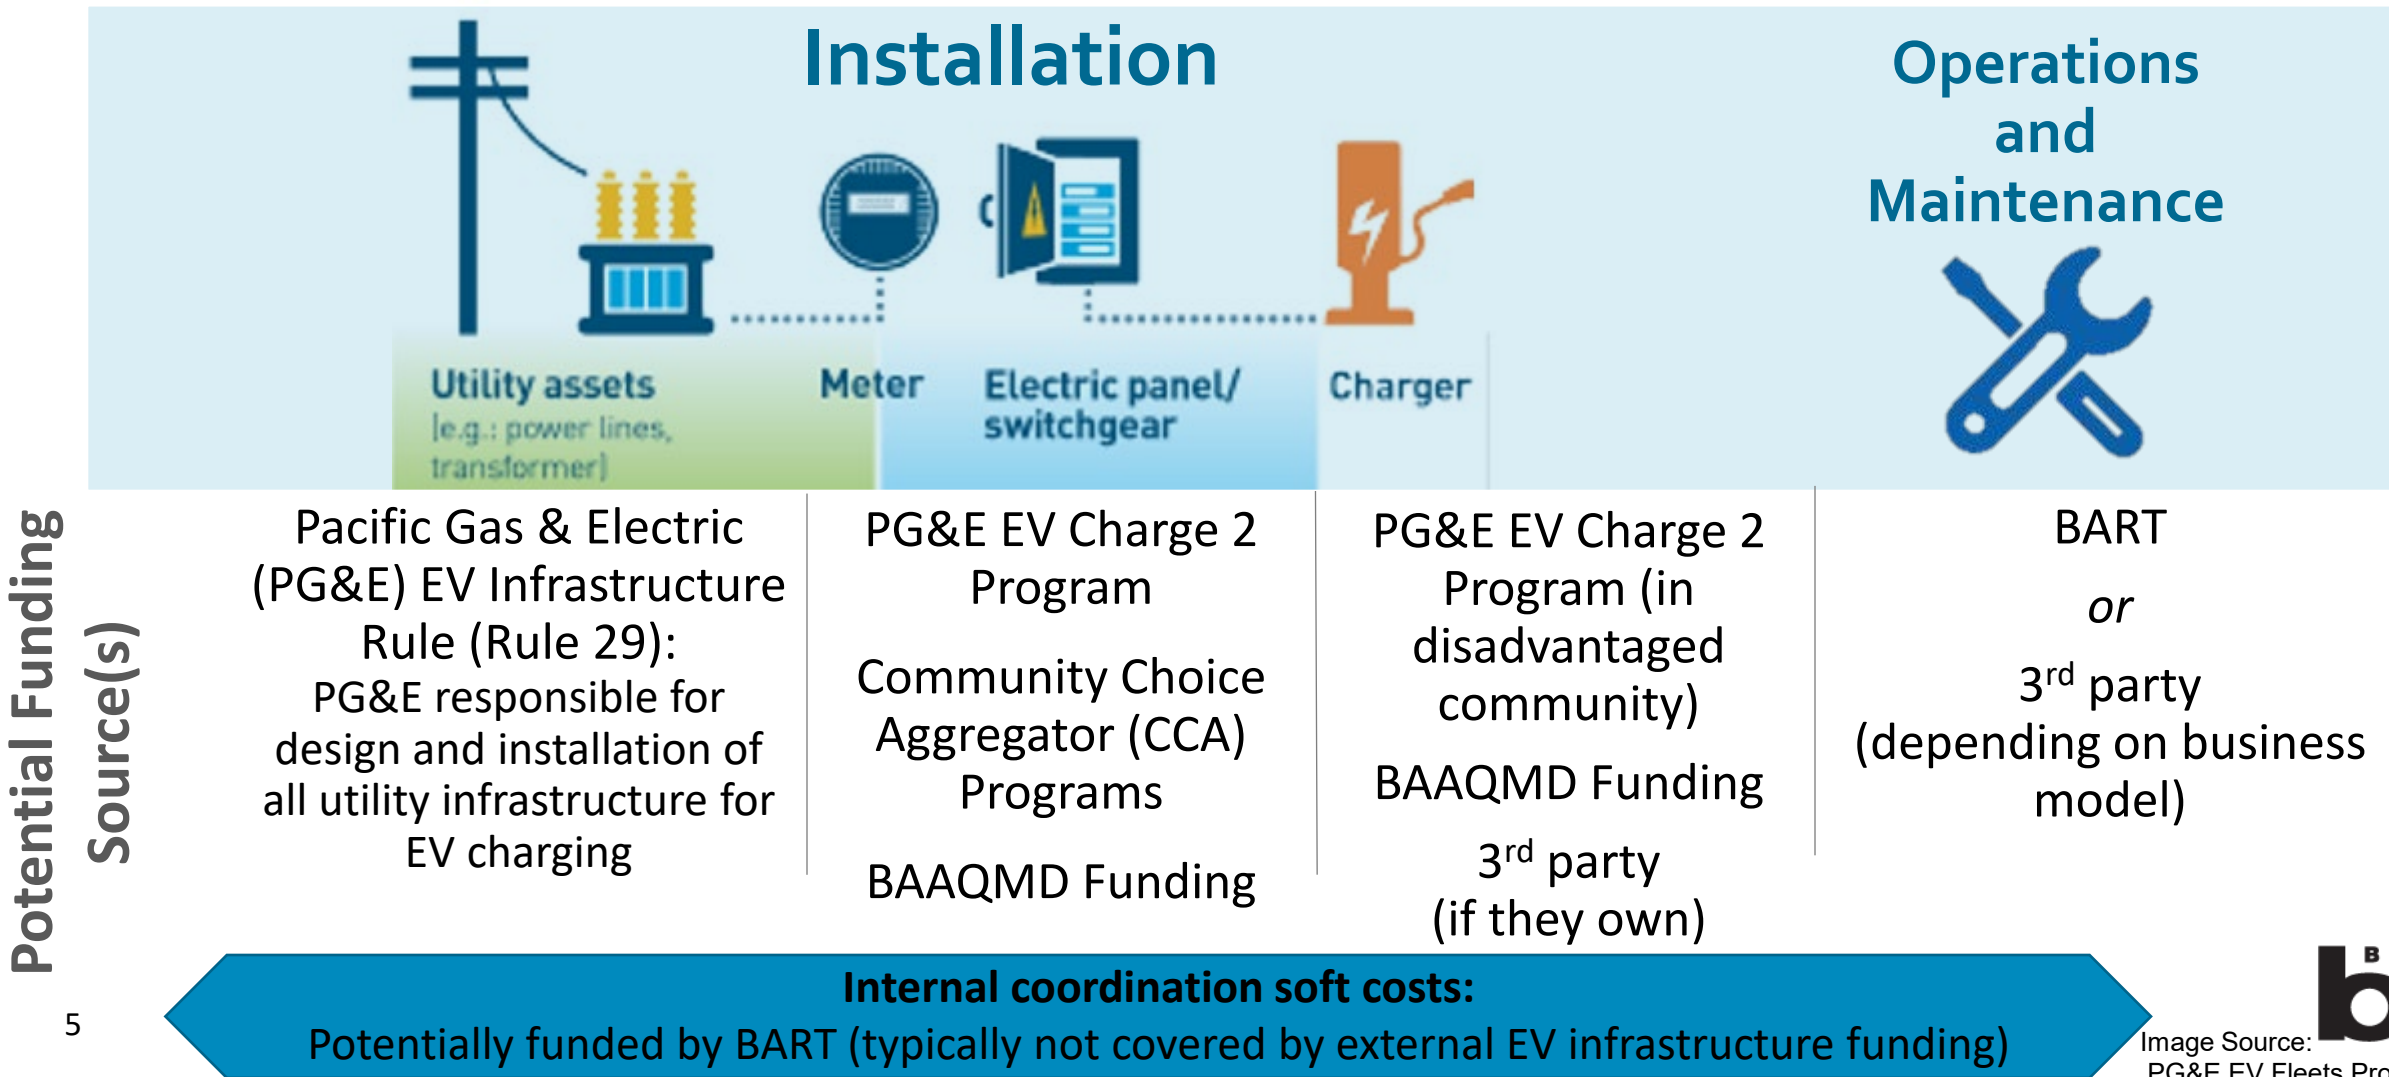 Installation
Operations
and
Maintenance
Utility assets
(e.g.: power lines,
transformer)
Meter
Electric panel/
switchgear
Charger
Potential Funding
Source(s)
Pacific Gas & Electric
(PG&E) EV Infrastructure
Rule (Rule 29):
PG&E responsible for
design and installation of
all utility infrastructure for
EV charging
PG&E EV Charge 2
Program
Community Choice
Aggregator (CCA)
Programs
BAAQMD Funding
PG&E EV Charge 2
Program (in
disadvantaged
community)
BAAQMD Funding
3rd party
(if they own)
BART
or
3rd party
(depending on business
model)
Internal coordination soft costs:
Potentially funded by BART (typically not covered by external EV infrastructure funding)
5
B
b
Image Source:
PG&E EV Fleets Pro